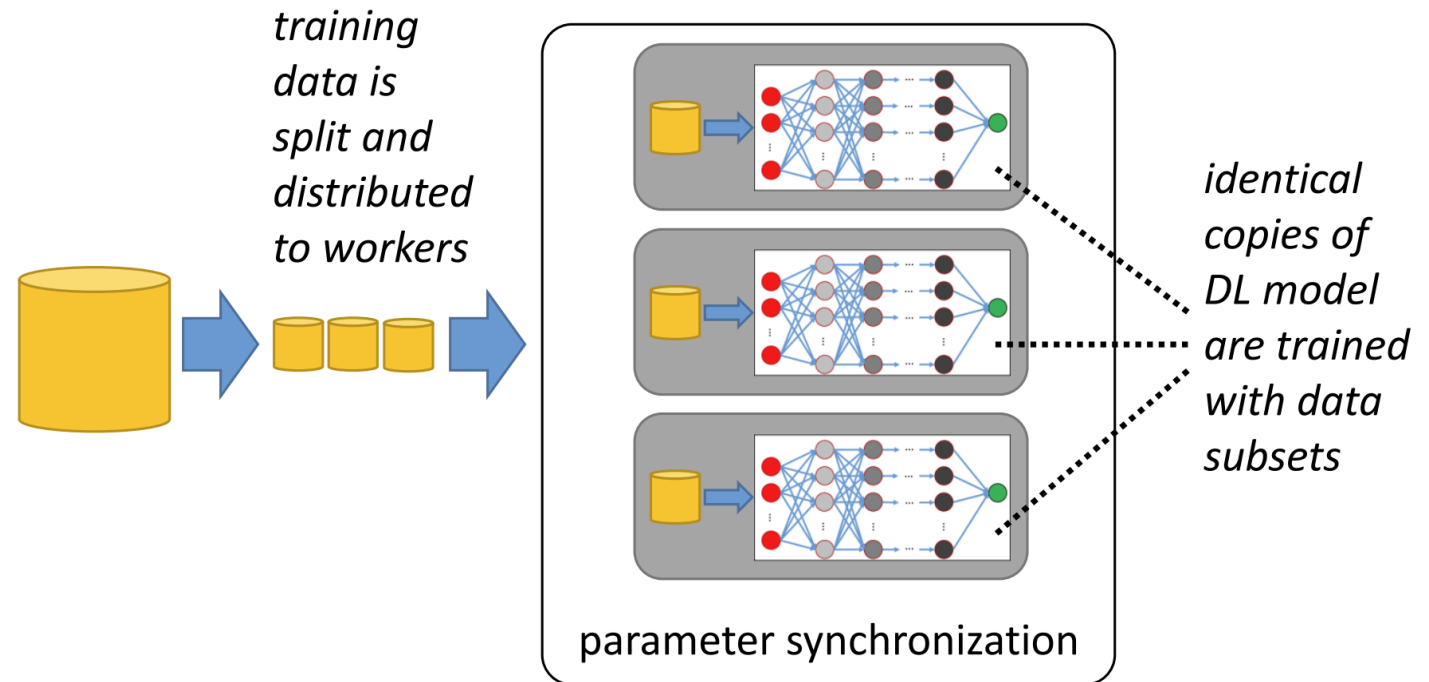 training
data is
split and
distributed
to workers
identical
copies of
DL model
are trained
with data
subsets
parameter synchronization